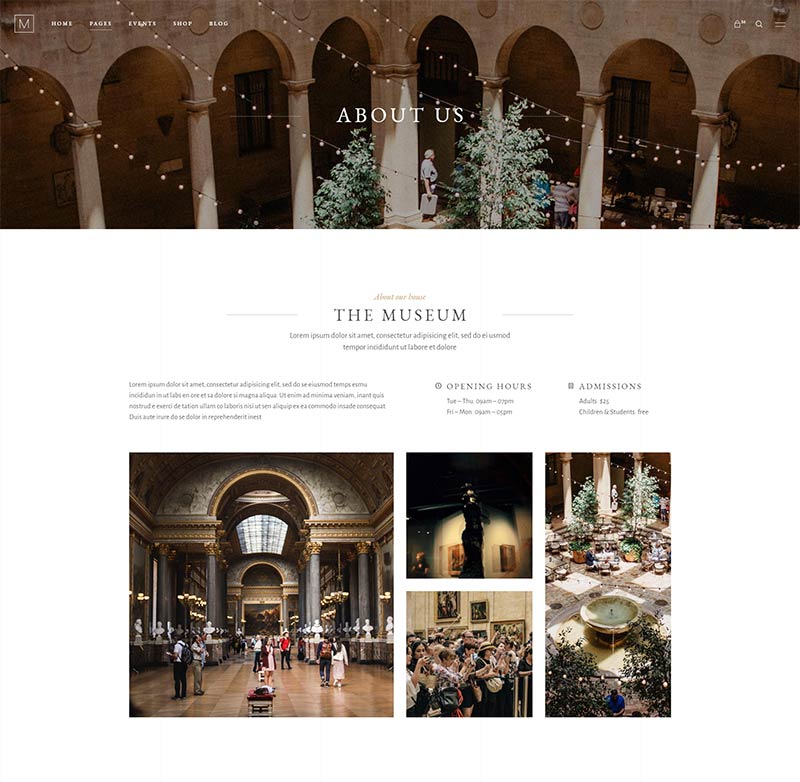 M
HOME PAGES EVENTS SHOP BLOG
M
ABOUT US
About our house
THE MUSEUM
Lorem ipsum dolor sit amet, consectetur adipisicing elit, sed do ei usmod
tempor incididunt ut labore et dolore
Lorem ipsum dolor sit amet, consectetur adipisicing elit, sed do se eiusmod temps esmu
incididun in ut labs en ore et sa dolore si magna aliqua. Ut enim ad minima veniam, inant quis
nostrud e exerci de tation ullam co laboris nisi ut sen aliquip ex ea commodo insade consequat.
Duis aute irure do se dolor in reprehenderit inest
OPENING HOURS
Tue – Thu: 09am – 07pm
Fri – Mon: 09am – 05pm
ADMISSIONS
Adults: $25
Children & Students: free